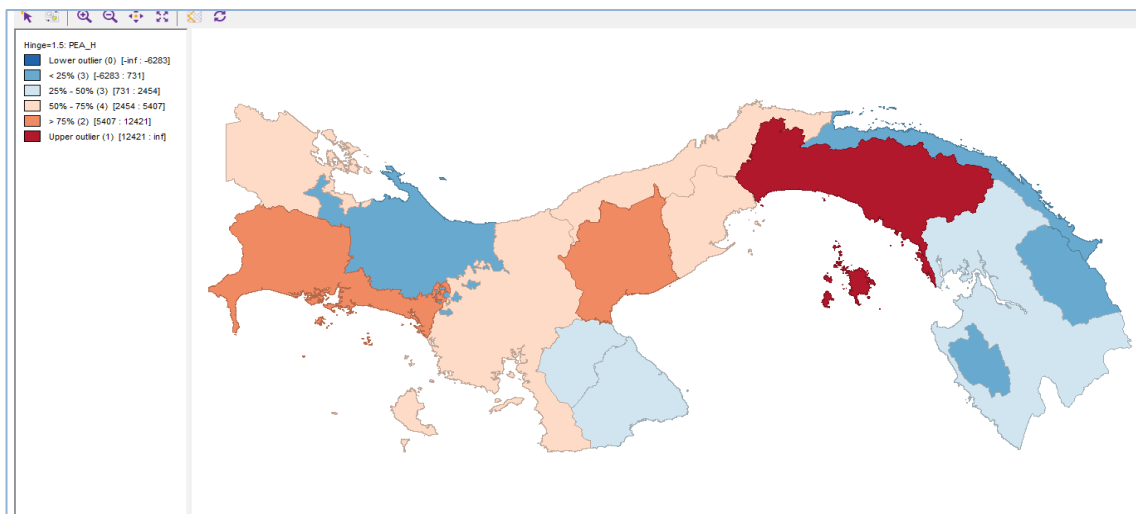 Hinge=1.5: PEA_H
Lower outlier (0) [-inf : -6283]
< 25% (3) [-6283 : 731]
25% - 50% (3) [731 : 2454]
50% - 75% (4) [2454 : 5407]
> 75% (2) [5407 : 12421]
Upper outlier (1) [12421 : inf]